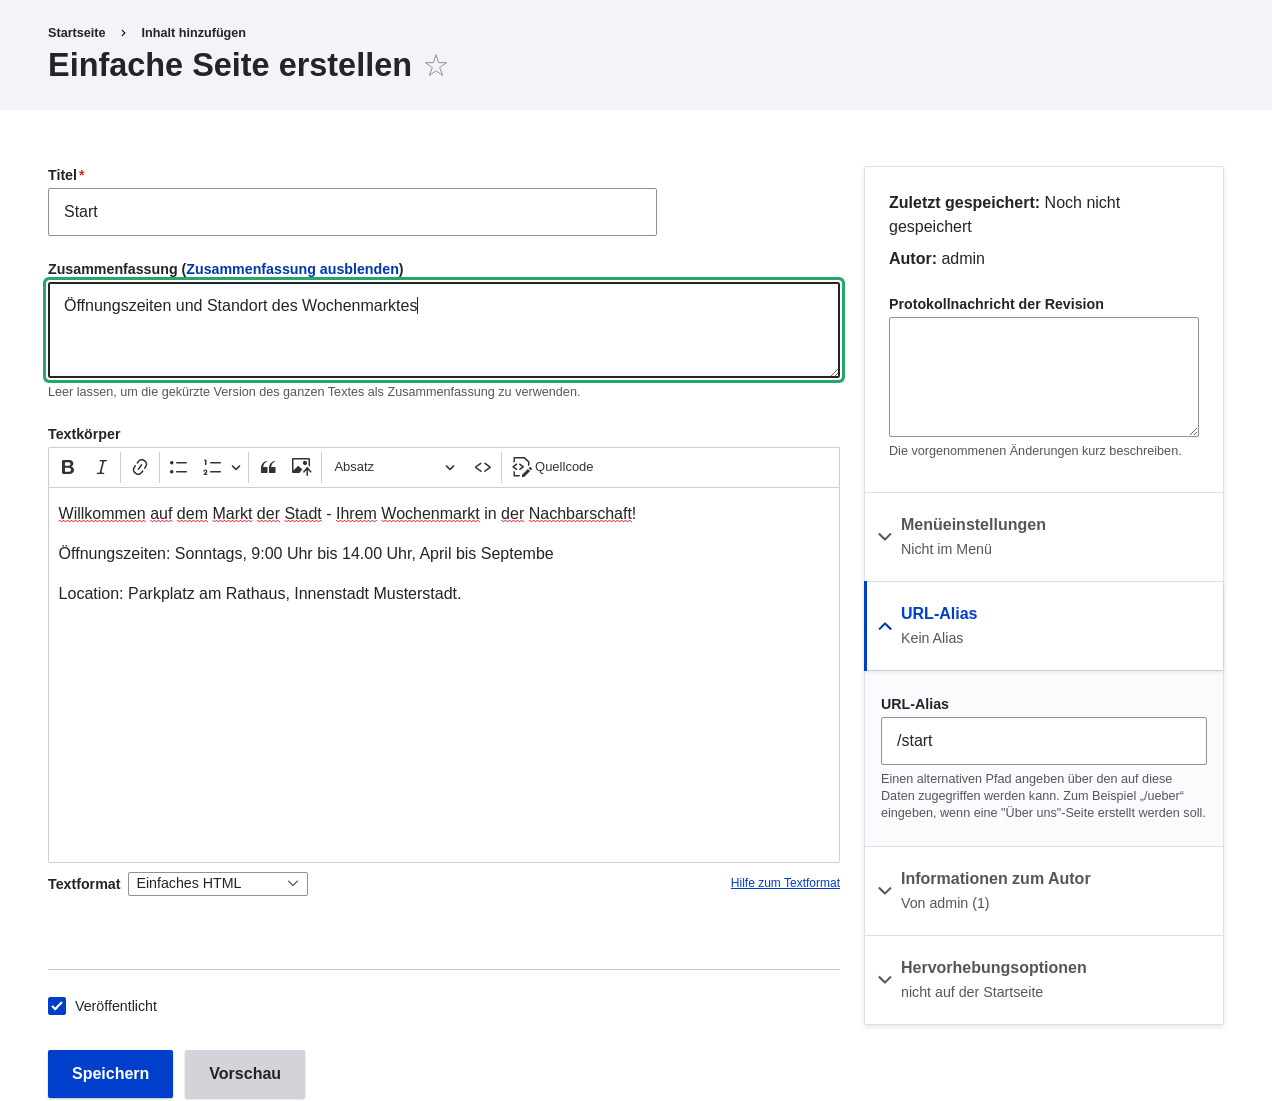 Startseite › Inhalt hinzufügen
Einfache Seite erstellen
Titel*
Start
Zusammenfassung (Zusammenfassung ausblenden)
Öffnungszeiten und Standort des Wochenmarktes
Leer lassen, um die gekürzte Version des ganzen Textes als Zusammenfassung zu verwenden.
Textkörper
B I Absatz Quellcode
Willkommen auf dem Markt der Stadt - Ihrem Wochenmarkt in der Nachbarschaft!
Öffnungszeiten: Sonntags, 9:00 Uhr bis 14.00 Uhr, April bis Septembe
Location: Parkplatz am Rathaus, Innenstadt Musterstadt.
Textformat Einfaches HTML Hilfe zum Textformat
Veröffentlicht
Speichern Vorschau
Zuletzt gespeichert: Noch nicht
gespeichert
Autor: admin
Protokollnachricht der Revision
Die vorgenommenen Änderungen kurz beschreiben.
Menüeinstellungen
Nicht im Menü
URL-Alias
Kein Alias
URL-Alias
/start
Einen alternativen Pfad angeben über den auf diese
Daten zugegriffen werden kann. Zum Beispiel „/ueber“
eingeben, wenn eine "Über uns"-Seite erstellt werden soll.
Informationen zum Autor
Von admin (1)
Hervorhebungsoptionen
nicht auf der Startseite